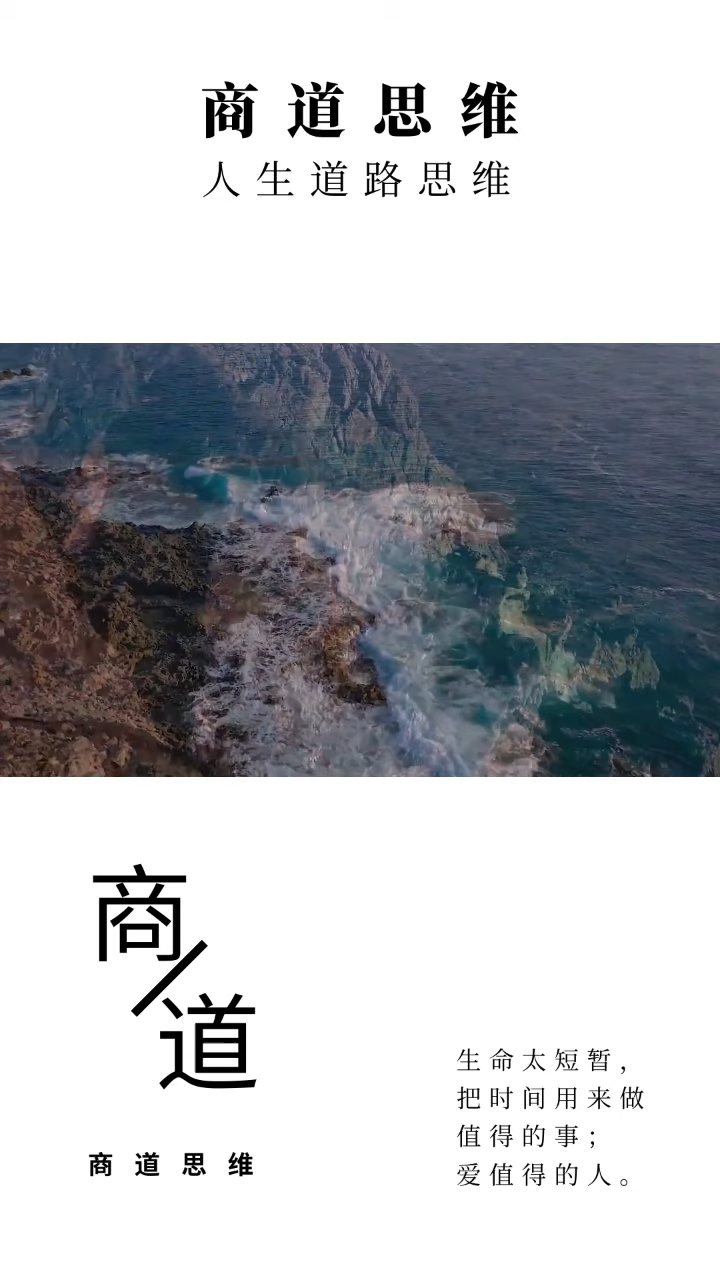 商道思维
人生道路思维
商/道
商道思维
生命太短暂，
把时间用来做
值得的事；
爱值得的人。